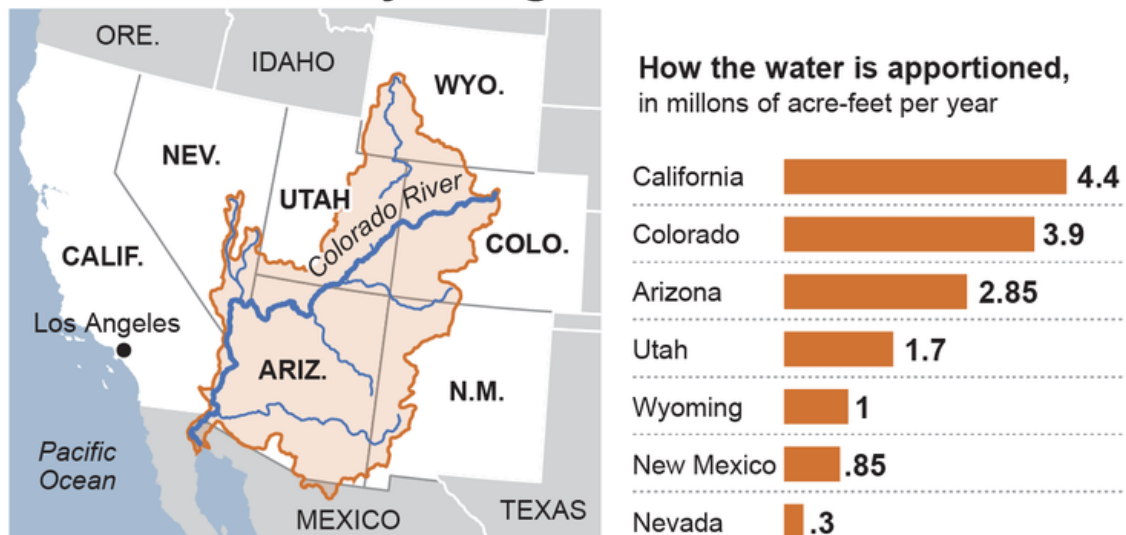 ORE.
IDAHO
WYO.
NEV.
UTAH
Colorado River
COLO.
CALIF.
Los Angeles
ARIZ.
N.M.
Pacific
Ocean
MEXICO
TEXAS
How the water is apportioned,
in millons of acre-feet per year
California 4.4
Colorado 3.9
Arizona 2.85
Utah 1.7
Wyoming 1
New Mexico .85
Nevada .3